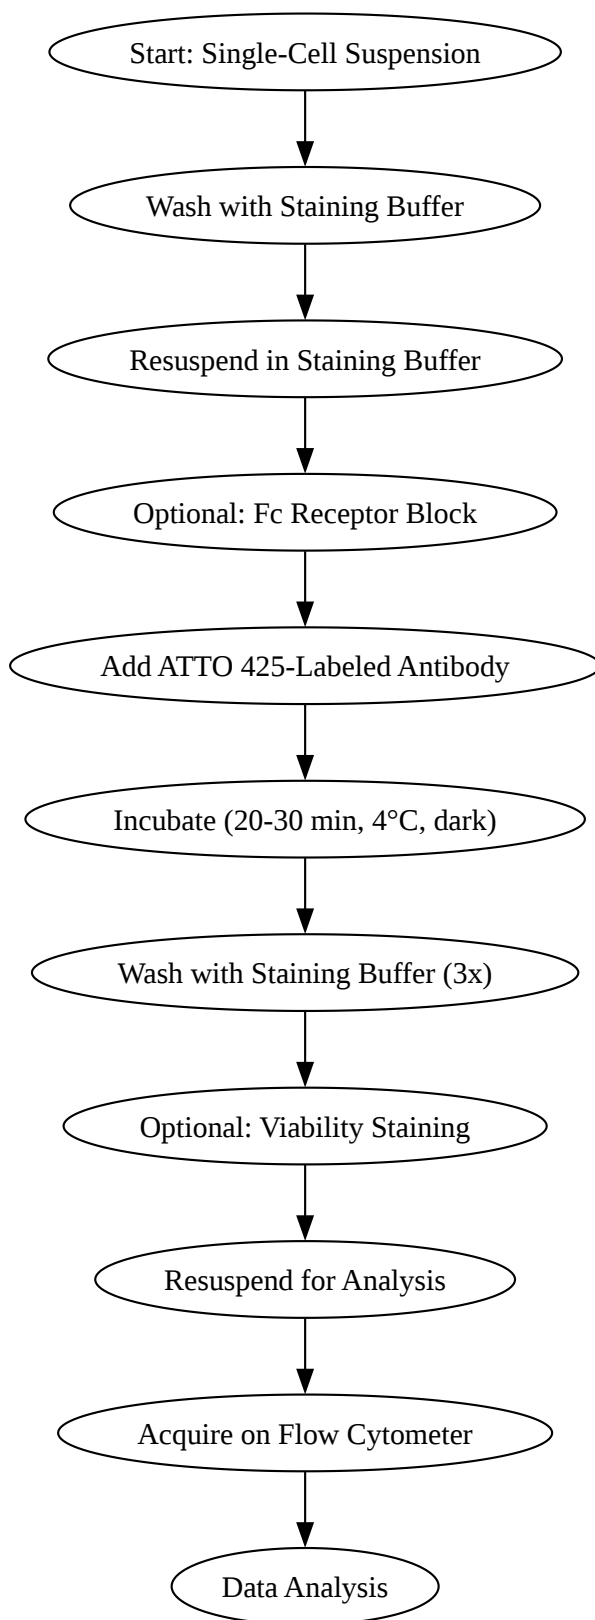 Start: Single-Cell Suspension
Wash with Staining Buffer
Resuspend in Staining Buffer
Optional: Fc Receptor Block
Add ATTO 425-Labeled Antibody
Incubate (20-30 min, 4°C, dark)
Wash with Staining Buffer (3x)
Optional: Viability Staining
Resuspend for Analysis
Acquire on Flow Cytometer
Data Analysis